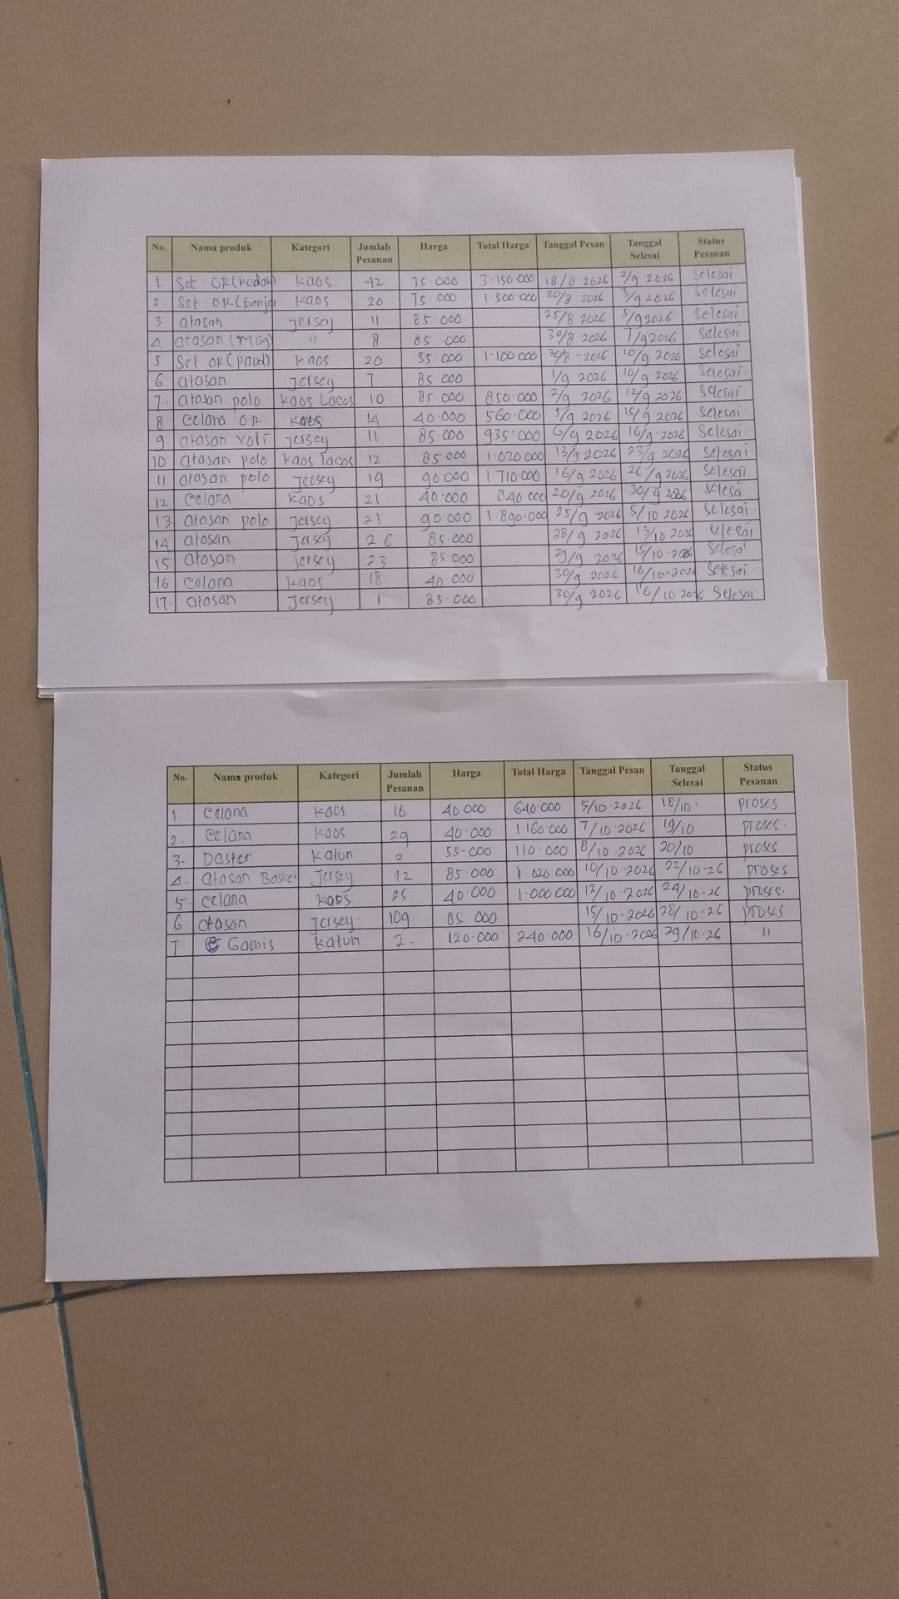 No. Nama produk Kategori Jumlah Pesanan Harga Total Harga Tanggal Pesan Tanggal Selesai Status Pesanan
1 Set OR (Kedok) Kaos 42 75.000 3.150.000 18/8 2026 2/9 2026 Selesai
2. Set OR (Banja Kaos 20 75.000 1.500.000 20/8 2026 3/9 2026 Selesai
3 atasan Jersey 11 85.000 25/8 2026 5/9 2026 Selesai
4 atasan (Mag) " 8 85.000 30/8 2026 7/9 2026 Selesai
5 Set OR (paud) Kaos 20 55 000 1.100 000 30/8-2026 10/9 2026 Selesai
6 atasan Jersey 7 85.000 1/9 2026 10/9 2026 Selesai
7. atasan polo Kaos Lacos 10 85.000 850.000 2/9 2026 12/9 2026 Selesai
8 Celana OR Kaos 14 40.000 560.000 5/9 2026 15/9 2026 Selesai
9 atasan Voli Jersey 11 85 000 935.000 6/9 2026 16/9-2026 Selesai
10 atasan polo Kaos lacos 12 85.000 1.020 000 13/9 2026 23/9 2026 Selesai
11 atasan polo Jersey 19 90.000 1.710 000 16/9 2026 26/9 2026 Selesai
12 Celana Kaos 21 40.000 840 000 20/9 2026 30/9 2026 Selesai
13 atasan polo Jersey 21 90.000 1.890.000 25/9 2026 5/10 2026 Selesai
14 atasan Jersey 26 85.000 28/9 2026 13/10 2026 Selesai
15 atasan Jersey 23 85.000 29/9 2026 15/10-2026 Selesai
16 Celana Kaos 18 40.000 30/9 2026 16/10-2026 Selesai
17. atasan Jersey 1 85.000 30/9 2026 16/10 2026 Selesai
No. Nama produk Kategori Jumlah Pesanan Harga Total Harga Tanggal Pesan Tanggal Selesai Status Pesanan
1 Celana Kaos 16 40 000 640.000 5/10.2026 18/10. proses
2. Celana Kaos 29 40.000 1.160 000 7/10.2026 19/10 proses.
3. Daster Katun 2 55.000 110.000 8/10 2026 20/10 proses
4. atasan Basket Jersey 12 85 000 1.020 000 10/10 2026 22/10-26 proses
5 celana Kaos 25 40.000 1.000 000 12/10 2026 24/10-26 proses.
6 atasan Jersey. 109 85 000 15/10.2026 28/10-26 proses
7 Gamis Katun 2. 120.000 240 000 16/10.2026 29/10.26 "